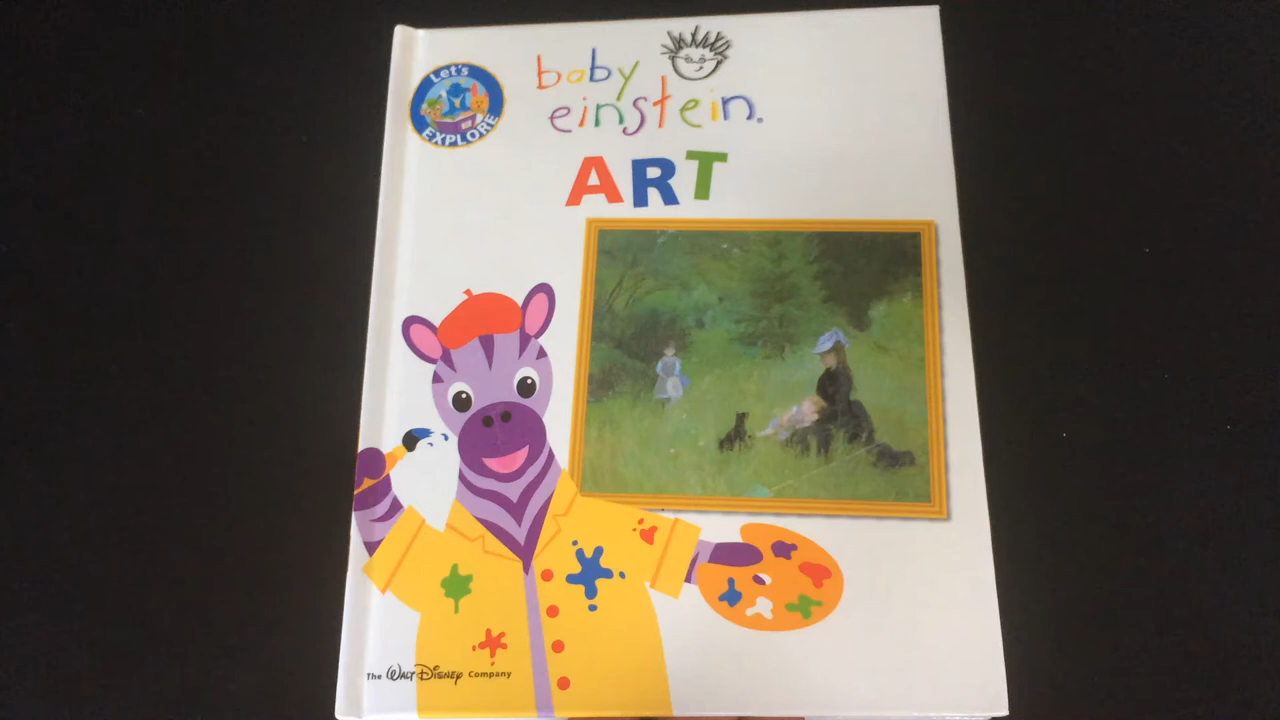 Let's
EXPLORE
baby
einstein.
ART
The WALT DISNEY Company